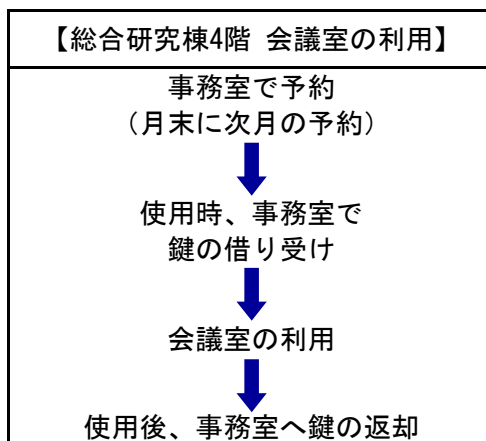 【総合研究棟4階 会議室の利用】
事務室で予約
（月末に次月の予約）
使用時、事務室で
鍵の借り受け
会議室の利用
使用後、事務室へ鍵の返却